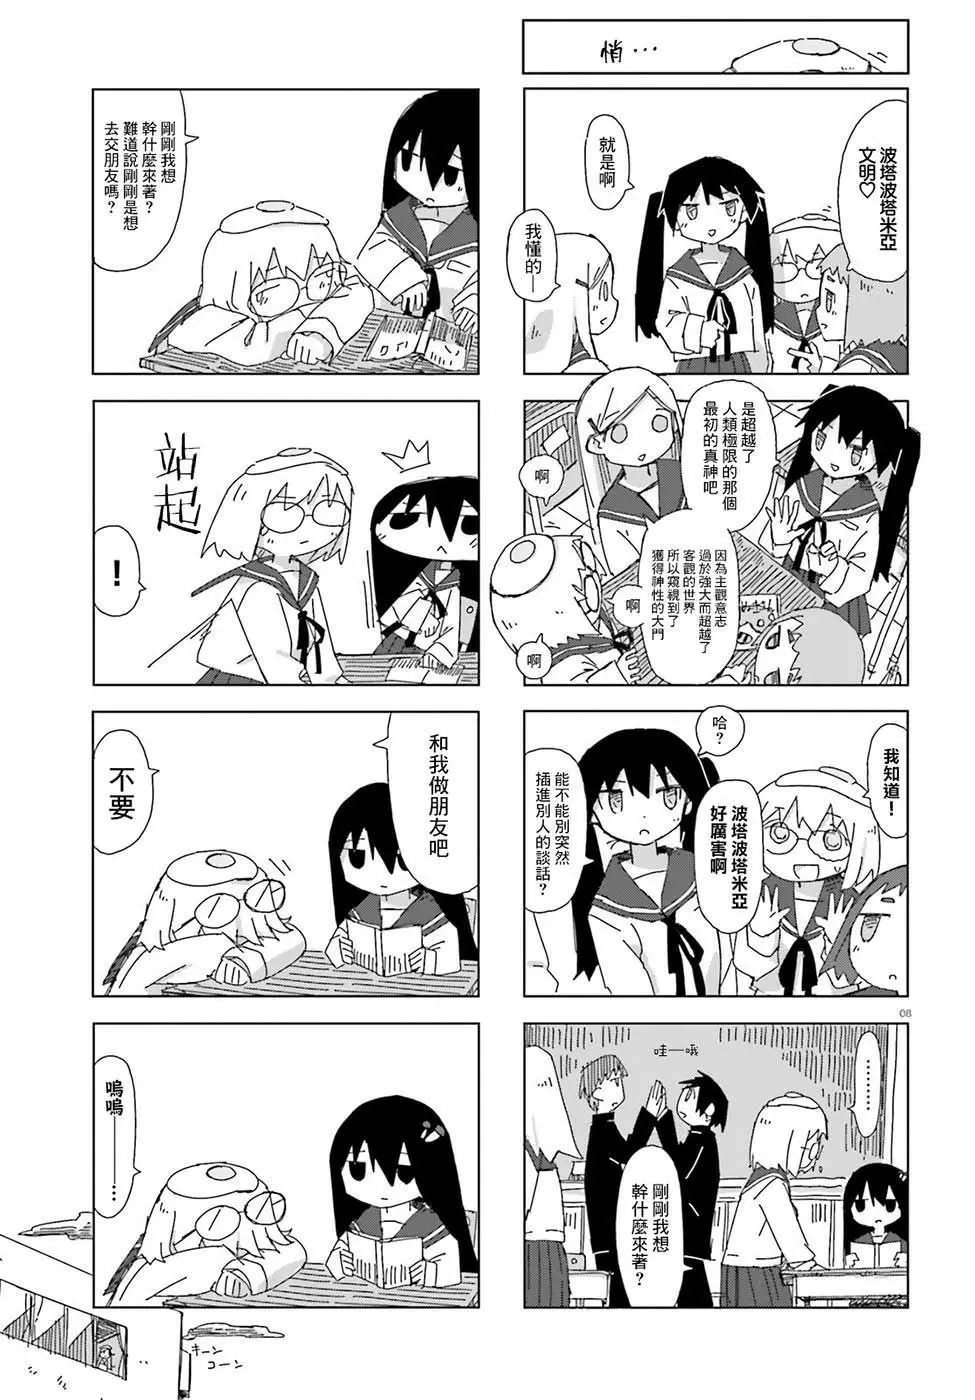 悄…
波塔波塔米亞
文明♡
就是啊
我懂的—
是超越了
人類極限的那個
最初的真神吧
因為主觀意志
過於強大而超越了
客觀的世界
所以窺視到了
獲得神性的大門
啊
啊
啊
我知道！
波塔波塔米亞
好厲害啊
哈？
能不能別突然
插進別人的談話？
08
………
哇—哦
剛剛我想
幹什麼來著？
剛剛我想
幹什麼來著？
難道說剛剛是想
去交朋友嗎？
站起
！
和我做朋友吧
不要
嗚嗚
——……
キーン
コーン